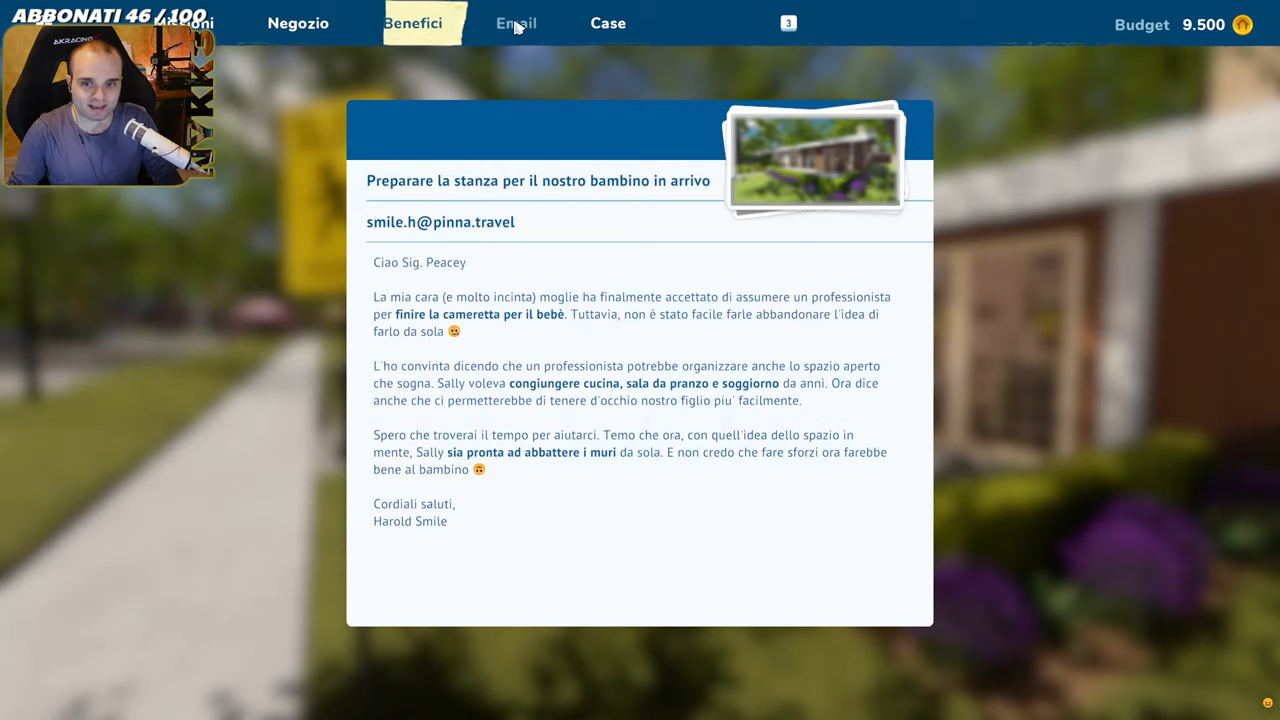 ABBONATI 46 / 100
Negozio
Benefici
Email
Case
3
Budget 9.500
AKRACING
Preparare la stanza per il nostro bambino in arrivo
smile.h@pinna.travel
Ciao Sig. Peacey
La mia cara (e molto incinta) moglie ha finalmente accettato di assumere un professionista
per finire la cameretta per il bebè. Tuttavia, non è stato facile farle abbandonare l'idea di
farlo da sola 😀
L'ho convinta dicendo che un professionista potrebbe organizzare anche lo spazio aperto
che sogna. Sally voleva congiungere cucina, sala da pranzo e soggiorno da anni. Ora dice
anche che ci permetterebbe di tenere d'occhio nostro figlio piu' facilmente.
Spero che troverai il tempo per aiutarci. Temo che ora, con quell'idea dello spazio in
mente, Sally sia pronta ad abbattere i muri da sola. E non credo che fare sforzi ora farebbe
bene al bambino 🙃
Cordiali saluti,
Harold Smile